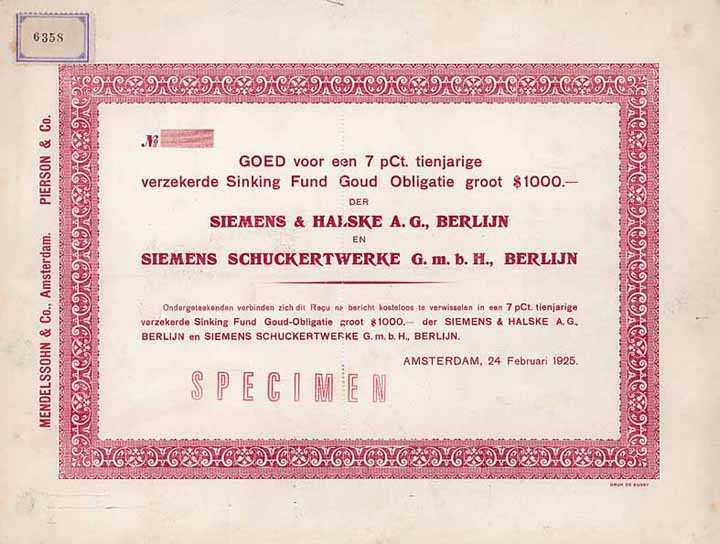 6358
MENDELSSOHN & Co., Amsterdam. PIERSON & Co.
№
GOED voor een 7 pCt. tienjarige
verzekerde Sinking Fund Goud Obligatie groot $1000.—
DER
SIEMENS & HALSKE A. G., BERLIJN
EN
SIEMENS SCHUCKERTWERKE G. m. b. H., BERLIJN
Ondergeteekenden verbinden zich dit Reçu na bericht kosteloos te verwisselen in een 7 pCt. tienjarige
verzekerde Sinking Fund Goud-Obligatie groot $1000.— der SIEMENS & HALSKE A. G.,
BERLIJN en SIEMENS SCHUCKERTWERKE G. m. b. H., BERLIJN.
AMSTERDAM, 24 Februari 1925.
SPECIMEN
DRUK DE BUSSY